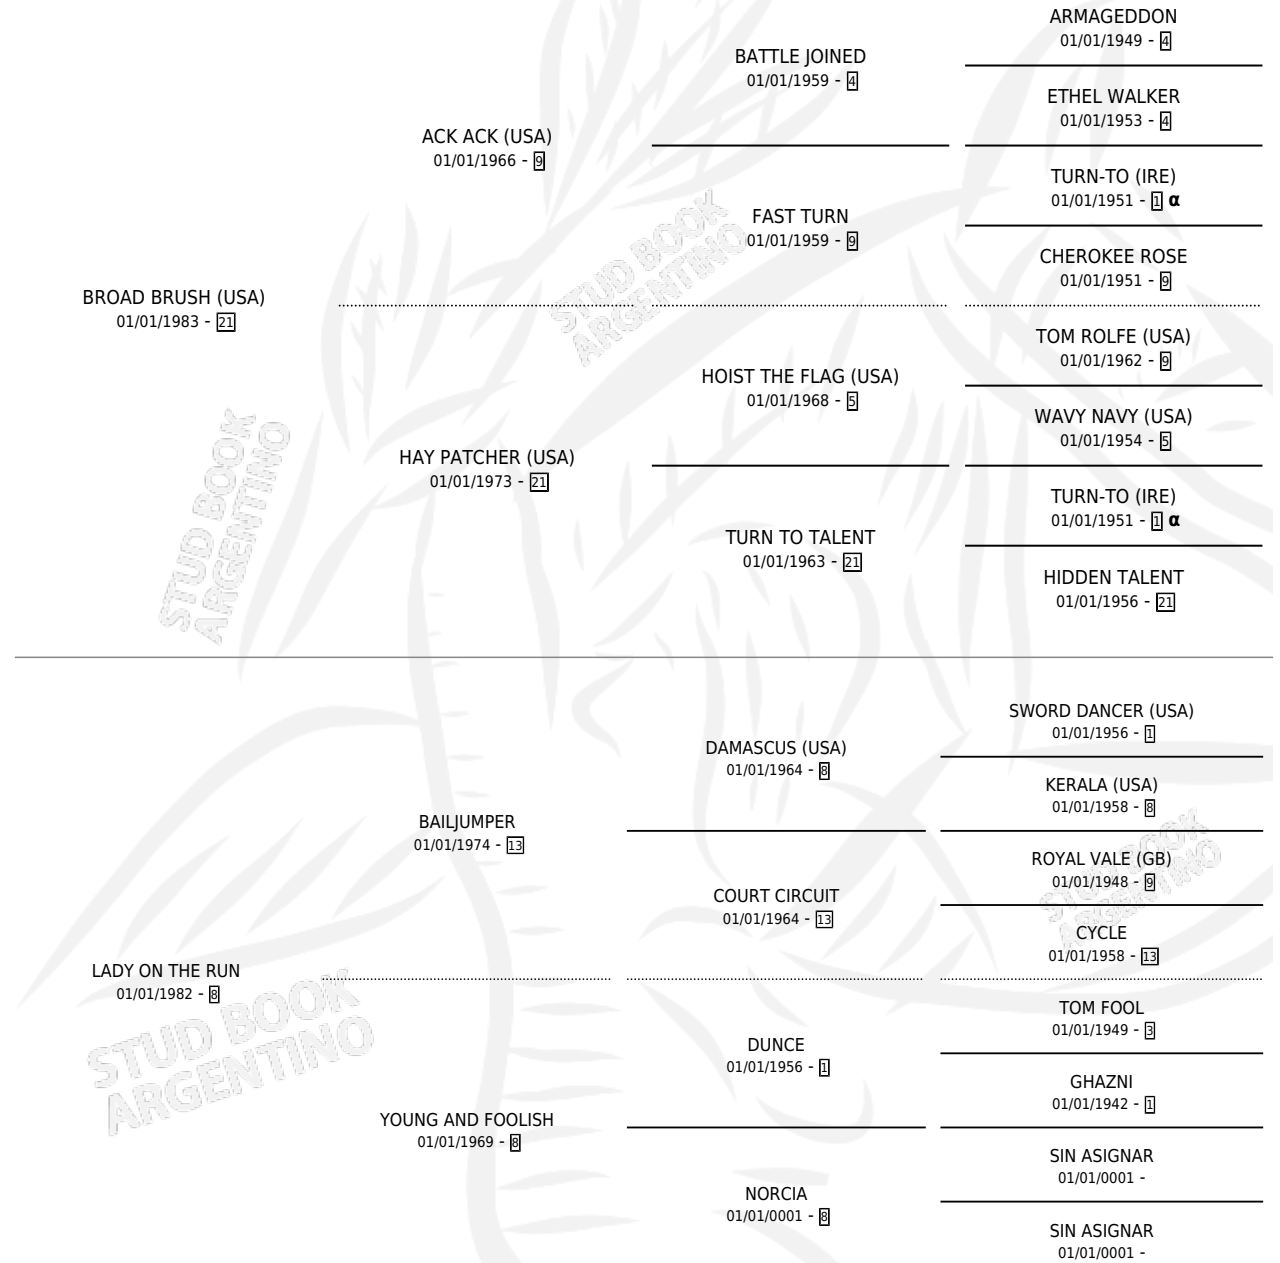 ARMAGEDDON
01/01/1949 - 4
BATTLE JOINED
01/01/1959 - 4
ETHEL WALKER
01/01/1953 - 4
ACK ACK (USA)
01/01/1966 - 9
TURN-TO (IRE)
01/01/1951 - 1 α
FAST TURN
01/01/1959 - 9
CHEROKEE ROSE
01/01/1951 - 9
BROAD BRUSH (USA)
01/01/1983 - 21
TOM ROLFE (USA)
01/01/1962 - 9
HOIST THE FLAG (USA)
01/01/1968 - 5
WAVY NAVY (USA)
01/01/1954 - 5
HAY PATCHER (USA)
01/01/1973 - 21
TURN-TO (IRE)
01/01/1951 - 1 α
TURN TO TALENT
01/01/1963 - 21
HIDDEN TALENT
01/01/1956 - 21
SWORD DANCER (USA)
01/01/1956 - 1
DAMASCUS (USA)
01/01/1964 - 8
KERALA (USA)
01/01/1958 - 8
BAILJUMPER
01/01/1974 - 13
ROYAL VALE (GB)
01/01/1948 - 9
COURT CIRCUIT
01/01/1964 - 13
CYCLE
01/01/1958 - 13
LADY ON THE RUN
01/01/1982 - 8
TOM FOOL
01/01/1949 - 3
DUNCE
01/01/1956 - 1
GHAZNI
01/01/1942 - 1
YOUNG AND FOOLISH
01/01/1969 - 8
SIN ASIGNAR
01/01/0001 -
NORCIA
01/01/0001 - 8
SIN ASIGNAR
01/01/0001 -
STUD BOOK
ARGENTINO
STUD BOOK
ARGENTINO
STUD BOOK
ARGENTINO
STUD BOOK
ARGENTINO